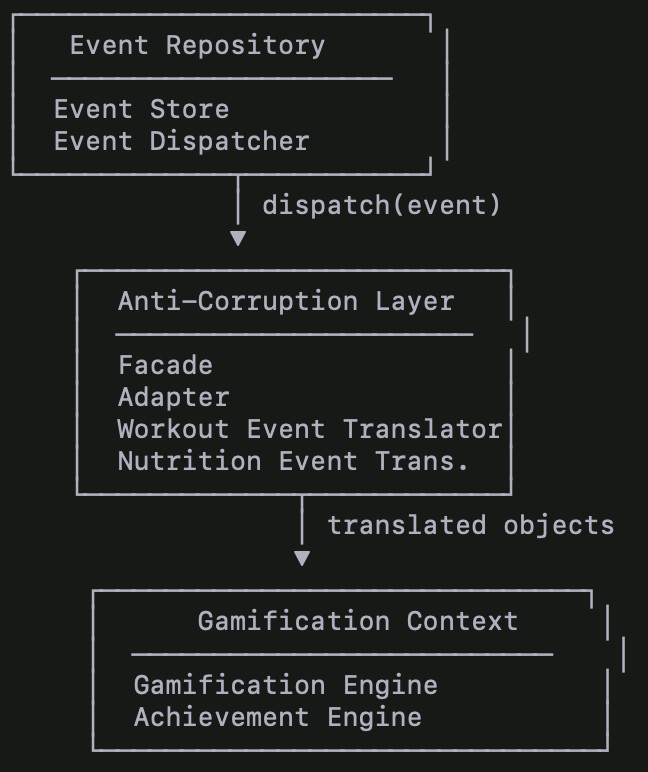 Event Repository
Event Store
Event Dispatcher
dispatch(event)
Anti-Corruption Layer
Facade
Adapter
Workout Event Translator
Nutrition Event Trans.
translated objects
Gamification Context
Gamification Engine
Achievement Engine